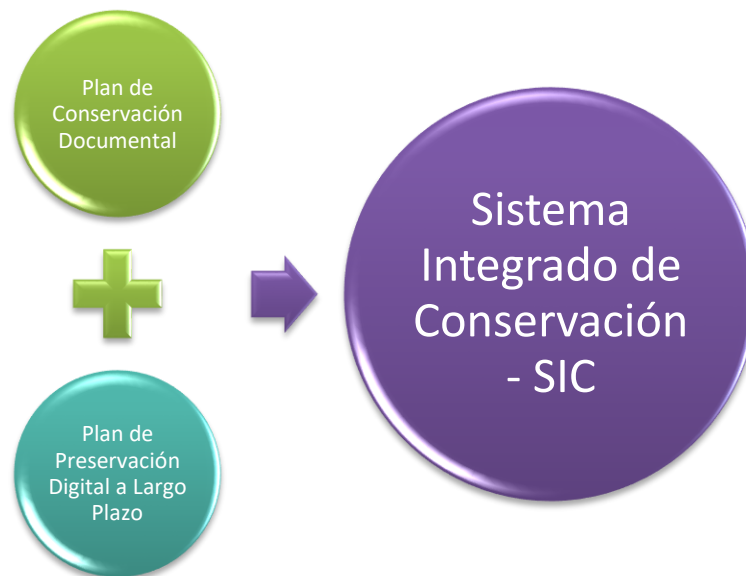 Plan de
Conservación
Documental
Plan de
Preservación
Digital a Largo
Plazo
Sistema
Integrado de
Conservación
- SIC